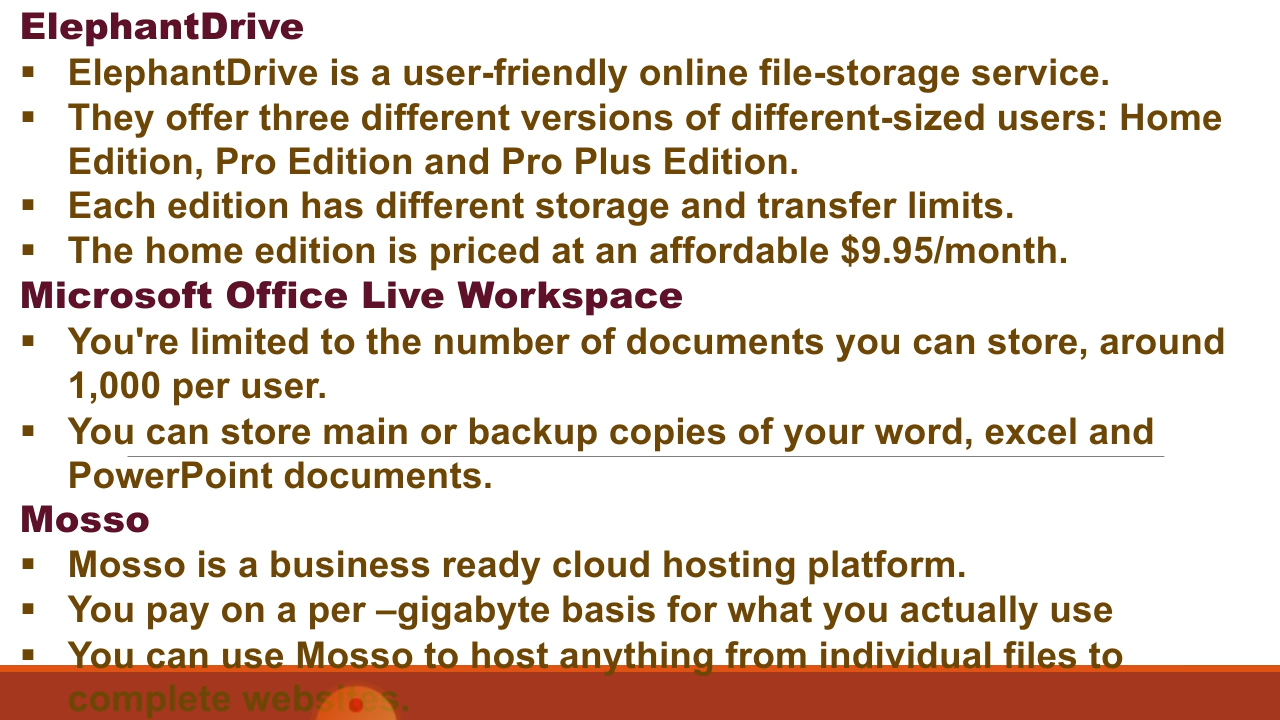 ElephantDrive
▪ ElephantDrive is a user-friendly online file-storage service.
▪ They offer three different versions of different-sized users: Home
Edition, Pro Edition and Pro Plus Edition.
▪ Each edition has different storage and transfer limits.
▪ The home edition is priced at an affordable $9.95/month.
Microsoft Office Live Workspace
▪ You're limited to the number of documents you can store, around
1,000 per user.
▪ You can store main or backup copies of your word, excel and
PowerPoint documents.
Mosso
▪ Mosso is a business ready cloud hosting platform.
▪ You pay on a per –gigabyte basis for what you actually use
▪ You can use Mosso to host anything from individual files to
complete websites.